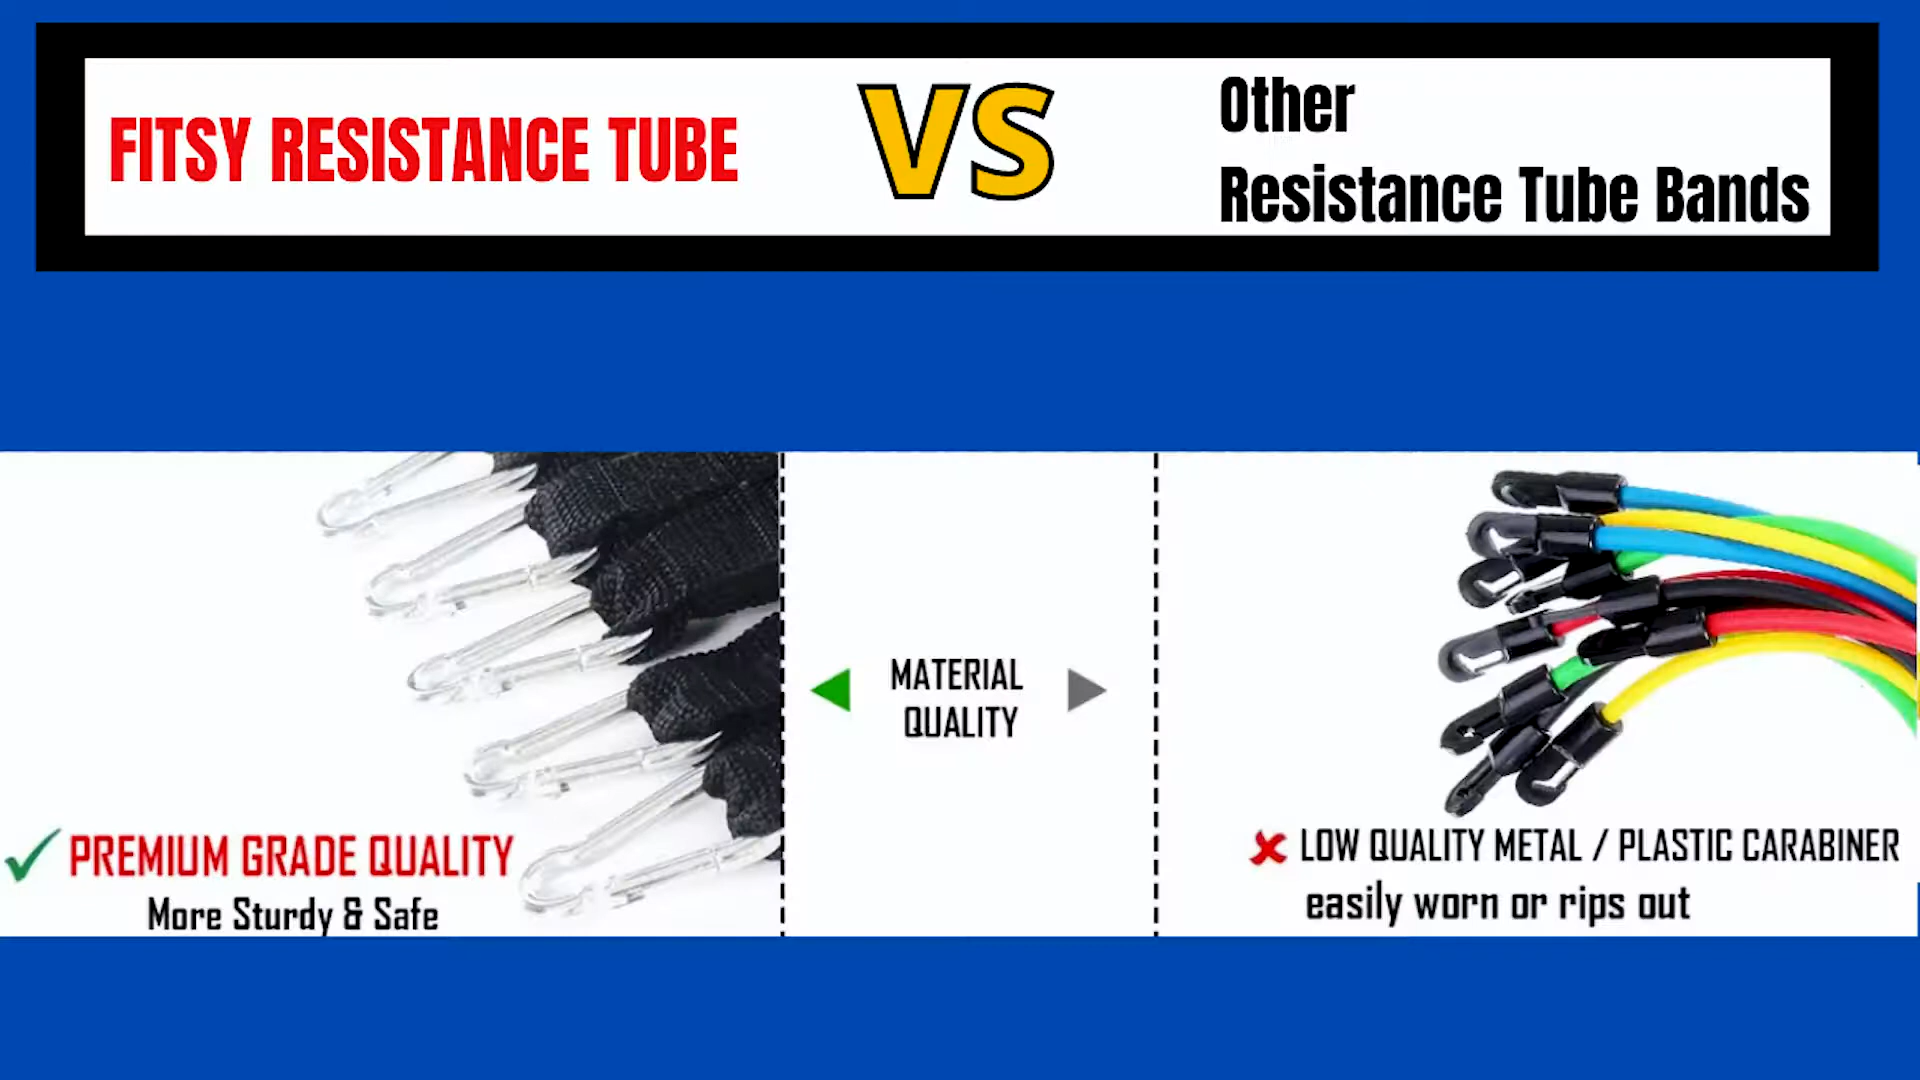 FITSY RESISTANCE TUBE
VS
Other
Resistance Tube Bands
MATERIAL
QUALITY
PREMIUM GRADE QUALITY
More Sturdy & Safe
LOW QUALITY METAL / PLASTIC CARABINER
easily worn or rips out